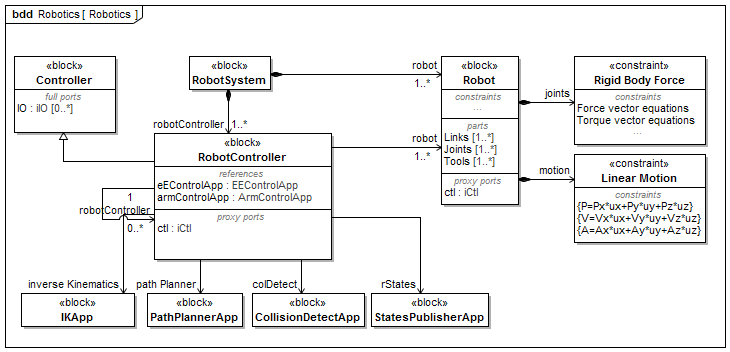 bdd Robotics [ Robotics ]
«block»
Controller
full ports
IO : iIO [0..*]
«block»
RobotSystem
robot
1..*
robotController
1..*
«block»
Robot
constraints
...
parts
Links [1..*]
Joints [1..*]
Tools [1..*]
proxy ports
ctl : iCtl
joints
«constraint»
Rigid Body Force
constraints
Force vector equations
Torque vector equations
...
motion
«constraint»
Linear Motion
constraints
{P=Px*ux+Py*uy+Pz*uz}
{V=Vx*ux+Vy*uy+Vz*uz}
{A=Ax*ux+Ay*uy+Az*uz}
«block»
RobotController
references
eEControlApp : EEControlApp
armControlApp : ArmControlApp
proxy ports
ctl : iCtl
robot
1..*
1
robotController
0..*
inverse Kinematics
path Planner
colDetect
rStates
«block»
IKApp
«block»
PathPlannerApp
«block»
CollisionDetectApp
«block»
StatesPublisherApp